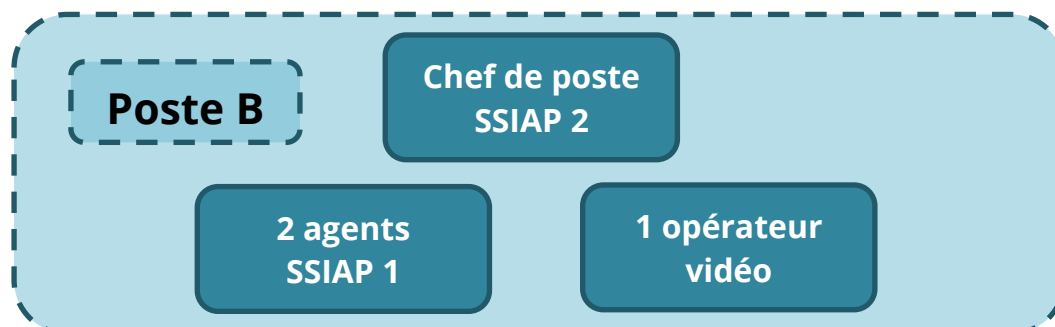 Poste B
Chef de poste
SSIAP 2
2 agents
SSIAP 1
1 opérateur
vidéo